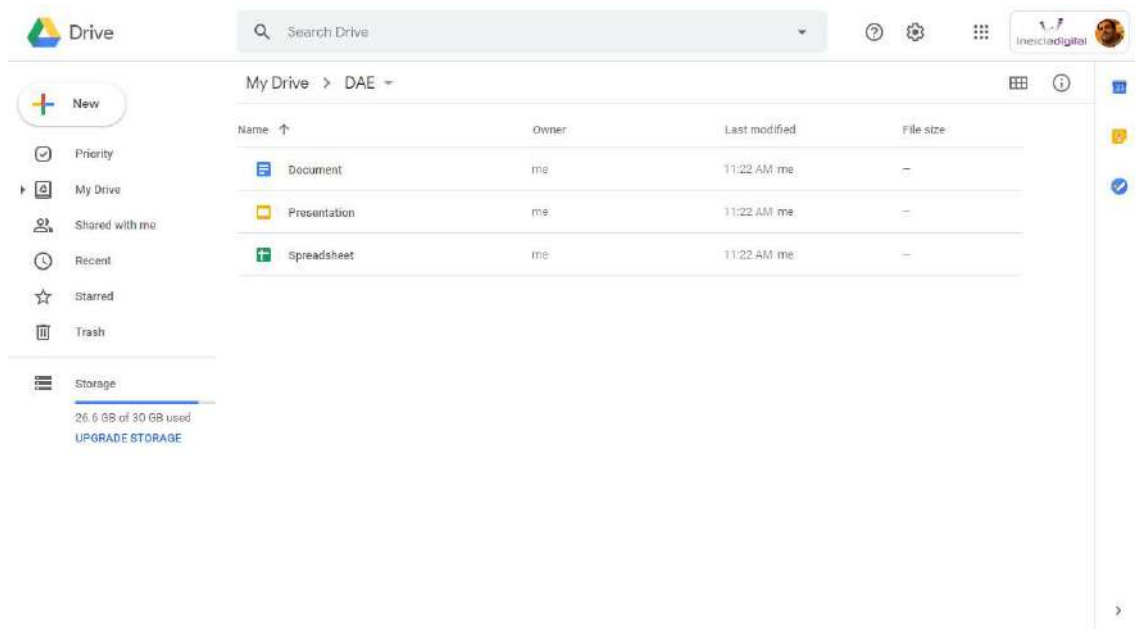 Drive
Search Drive
inerciadigital
My Drive > DAE
New
Name Owner Last modified File size
Priority
Document me 11:22 AM me –
My Drive
Presentation me 11:22 AM me –
Shared with me
Spreadsheet me 11:22 AM me –
Recent
Starred
Trash
Storage
26.6 GB of 30 GB used
UPGRADE STORAGE